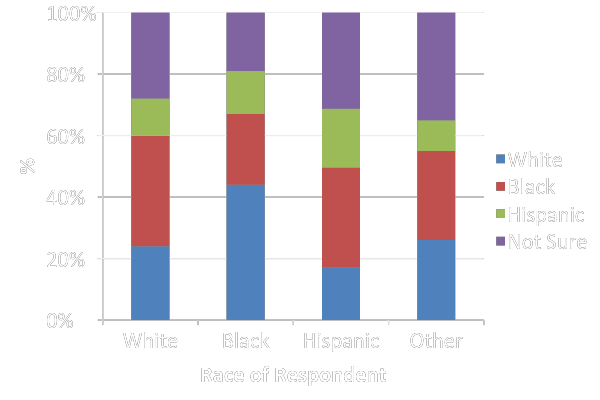 100%
80%
60%
40%
20%
0%
%
White
Black
Hispanic
Other
Race of Respondent
White
Black
Hispanic
Not Sure